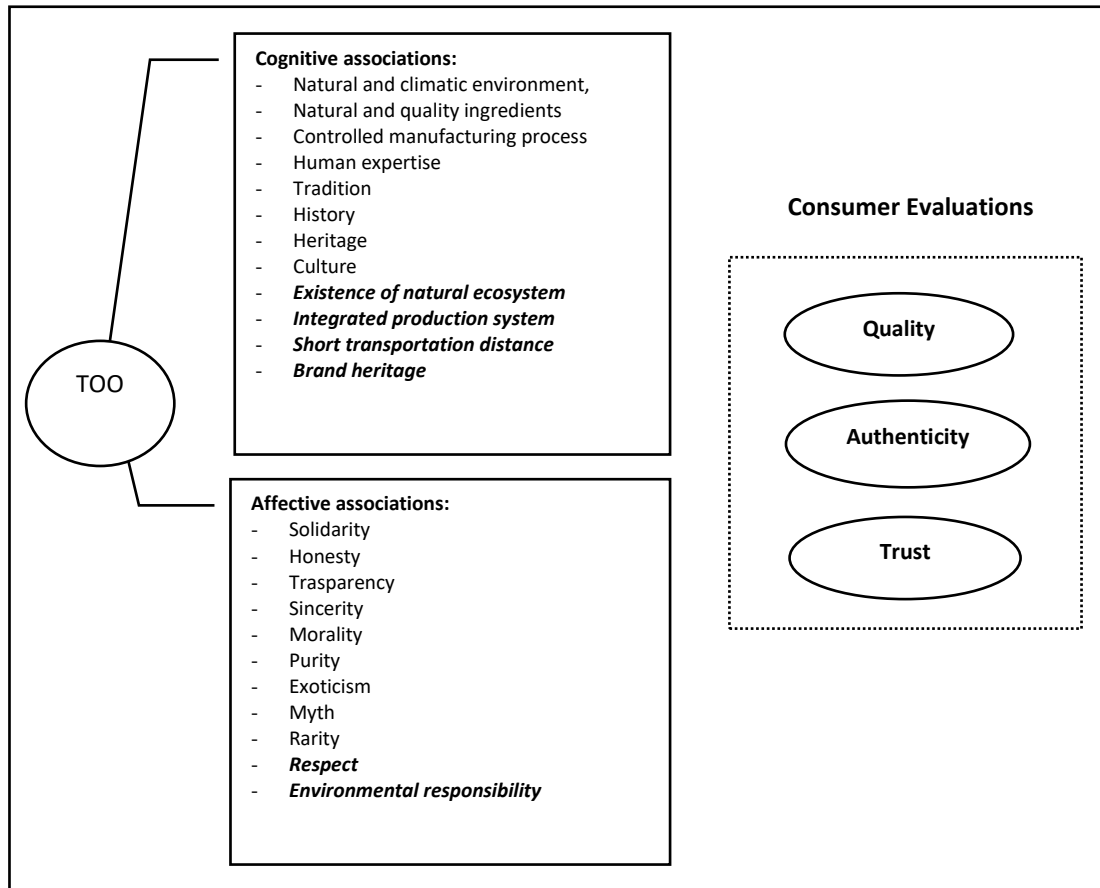 TOO
Cognitive associations:
- Natural and climatic environment,
- Natural and quality ingredients
- Controlled manufacturing process
- Human expertise
- Tradition
- History
- Heritage
- Culture
- Existence of natural ecosystem
- Integrated production system
- Short transportation distance
- Brand heritage
Affective associations:
- Solidarity
- Honesty
- Trasparency
- Sincerity
- Morality
- Purity
- Exoticism
- Myth
- Rarity
- Respect
- Environmental responsibility
Consumer Evaluations
Quality
Authenticity
Trust